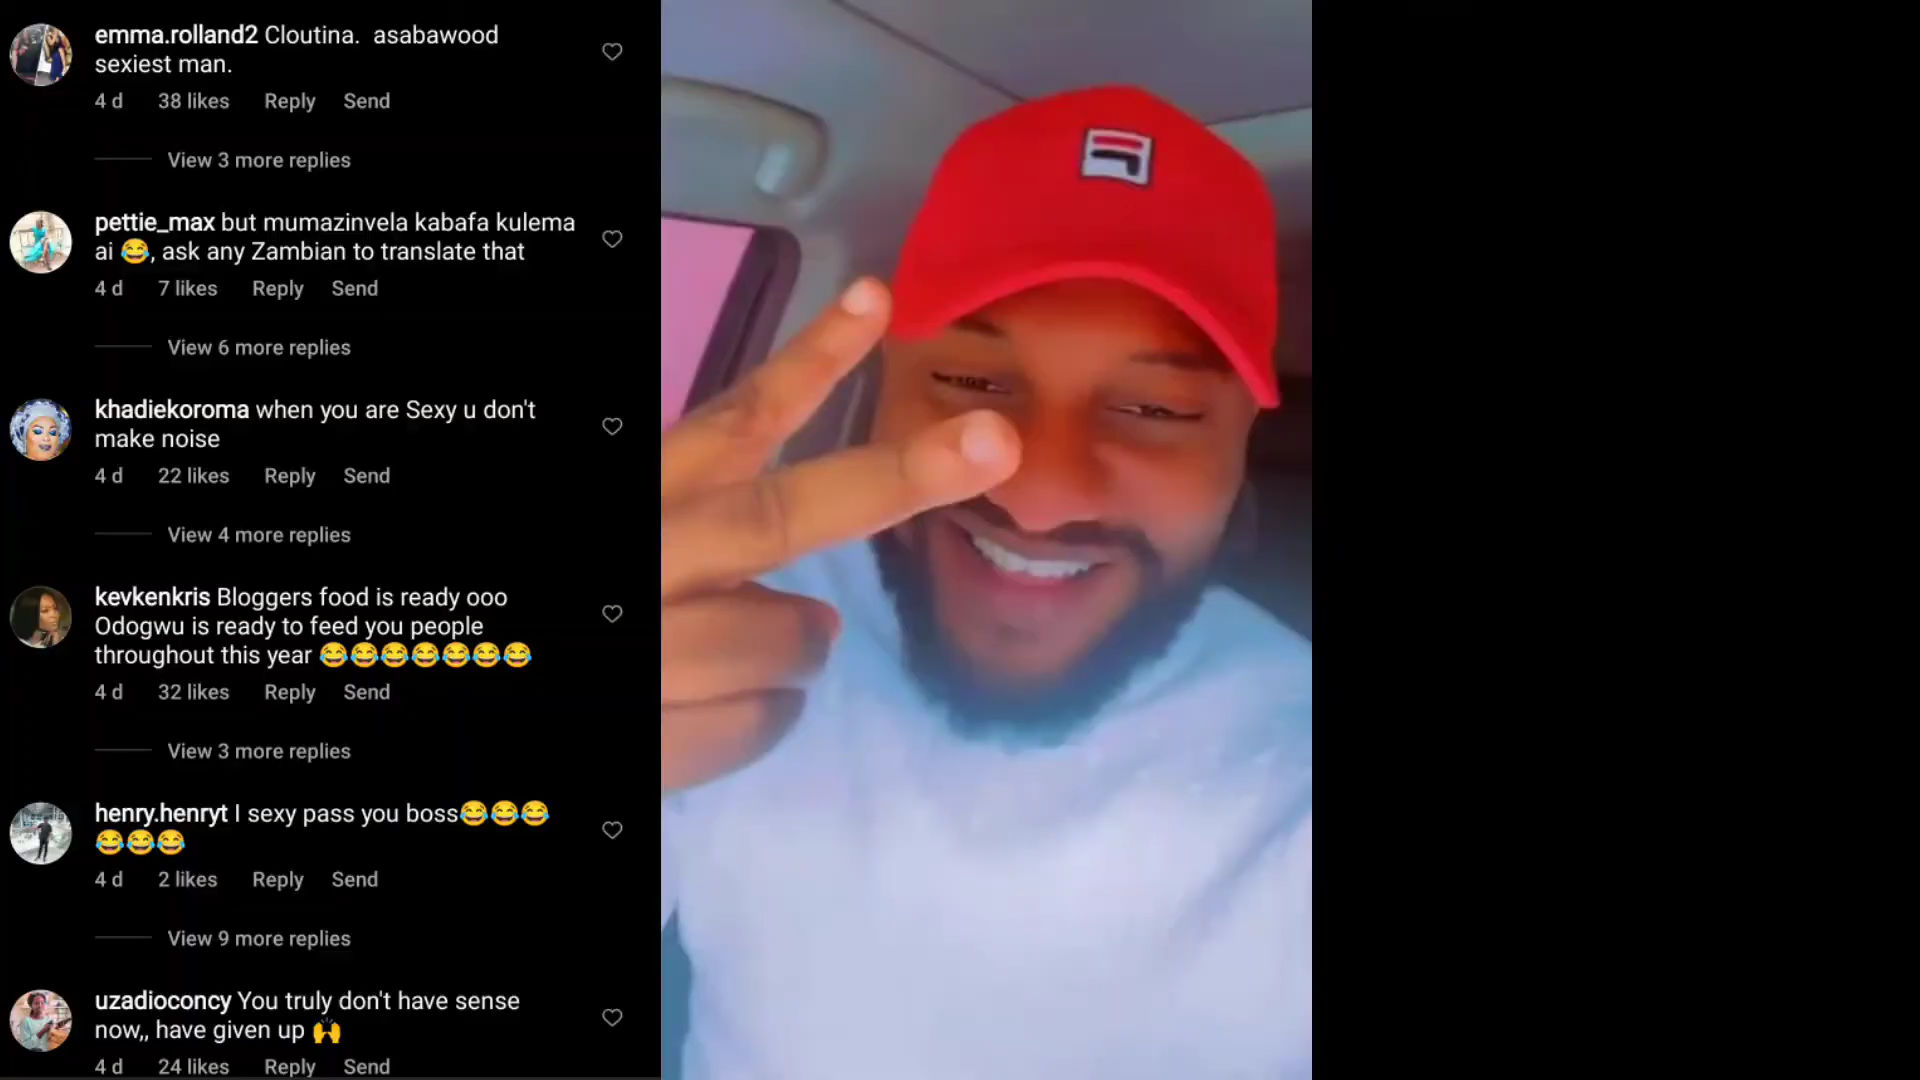 emma.rolland2 Cloutina.  asabawood
sexiest man.
4 d 38 likes Reply Send
View 3 more replies
pettie_max but mumazinvela kabafa kulema
ai 😂, ask any Zambian to translate that
4 d 7 likes Reply Send
View 6 more replies
khadiekoroma when you are Sexy u don't
make noise
4 d 22 likes Reply Send
View 4 more replies
kevkenkris Bloggers food is ready ooo
Odogwu is ready to feed you people
throughout this year 😂😂😂😂😂😂😂
4 d 32 likes Reply Send
View 3 more replies
henry.henryt I sexy pass you boss😂😂😂
😂😂😂
4 d 2 likes Reply Send
View 9 more replies
uzadioconcy You truly don't have sense
now,, have given up 🙌
4 d 24 likes Reply Send